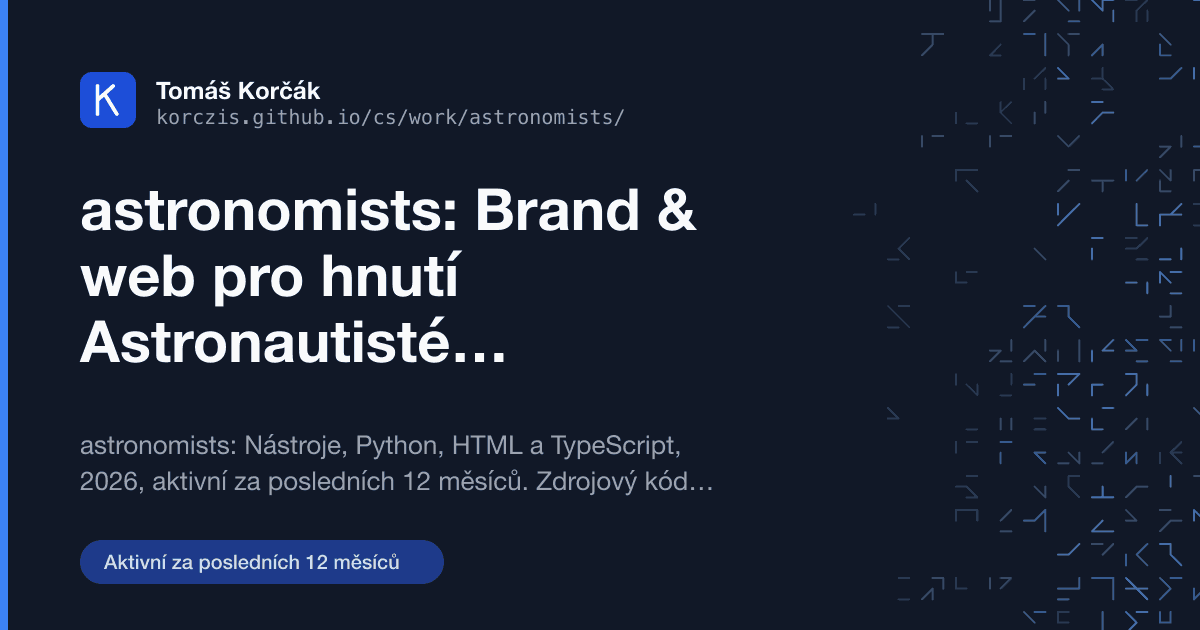 K
Tomáš Korčák
korczis.github.io/cs/work/astronomists/
astronomists: Brand &
web pro hnutí
Astronautisté…
astronomists: Nástroje, Python, HTML a TypeScript,
2026, aktivní za posledních 12 měsíců. Zdrojový kód…
Aktivní za posledních 12 měsíců